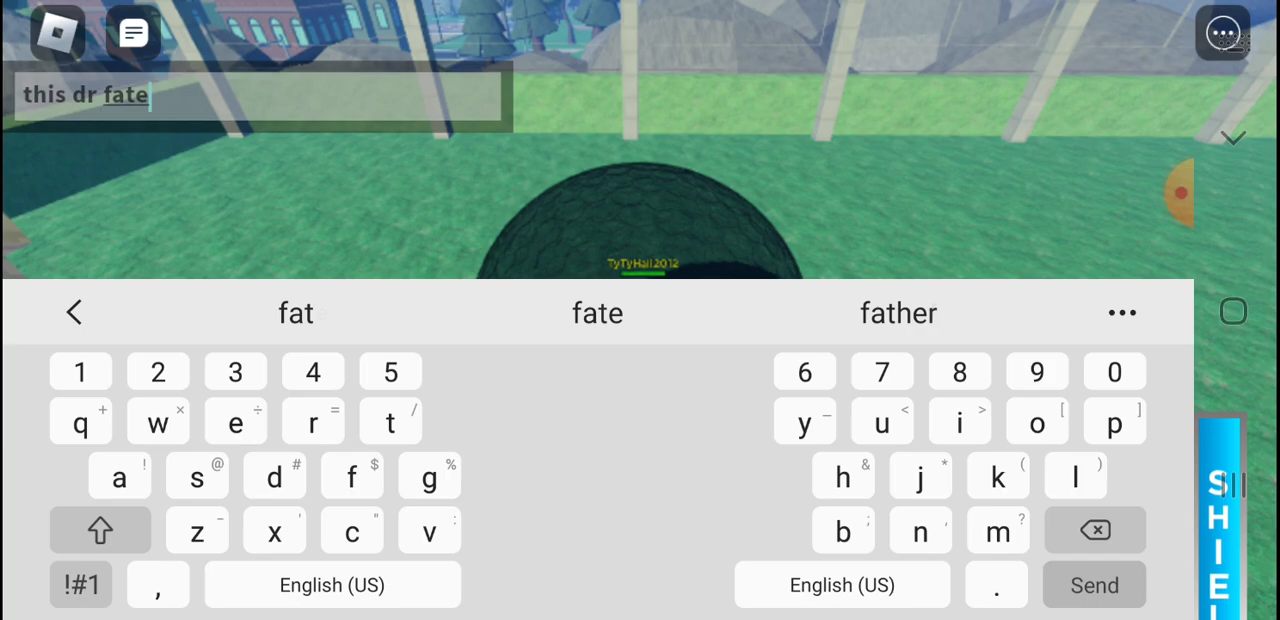 this dr fate
TyTyHall2012
fat fate father
1 2 3 4 5 6 7 8 9 0
q + w × e ÷ r = t / y _ u < i > o [ p ]
a ! s @ d # f $ g % h & j * k ( l )
z - x ' c " v : b ; n , m ?
!#1 , English (US) English (US) . Send
S
H
I
E